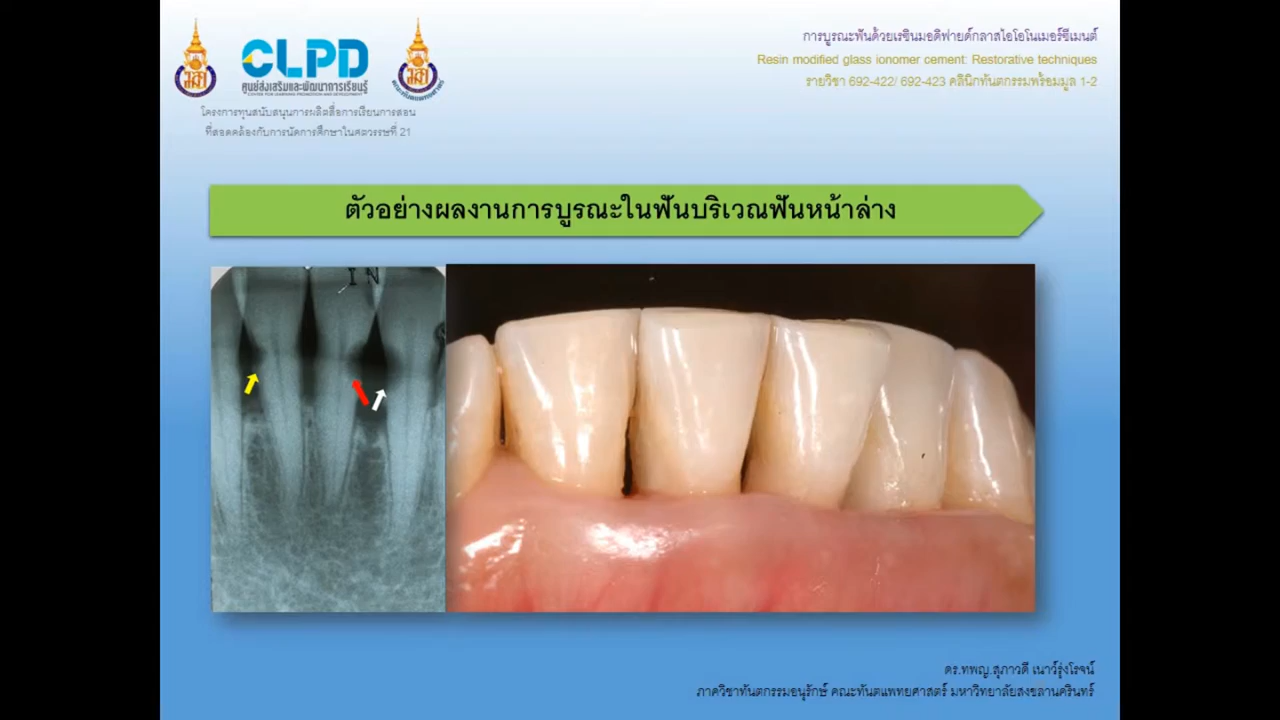 CLPD
ศูนย์ส่งเสริมและพัฒนาการเรียนรู้
CENTER FOR LEARNING PROMOTION AND DEVELOPMENT
โครงการทุนสนับสนุนการผลิตสื่อการเรียนการสอน
ที่สอดคล้องกับการจัดการศึกษาในศตวรรษที่ 21
การบูรณะฟันด้วยเรซินมอดิฟายด์กลาสไอโอโนเมอร์ซีเมนต์
Resin modified glass ionomer cement: Restorative techniques
รายวิชา 692-422/ 692-423 คลินิกทันตกรรมพร้อมมูล 1-2
ตัวอย่างผลงานการบูรณะในฟันบริเวณฟันหน้าล่าง
IN
ดร.ทพญ.สุภาวดี เนาว์รุ่งโรจน์
ภาควิชาทันตกรรมอนุรักษ์ คณะทันตแพทยศาสตร์ มหาวิทยาลัยสงขลานครินทร์